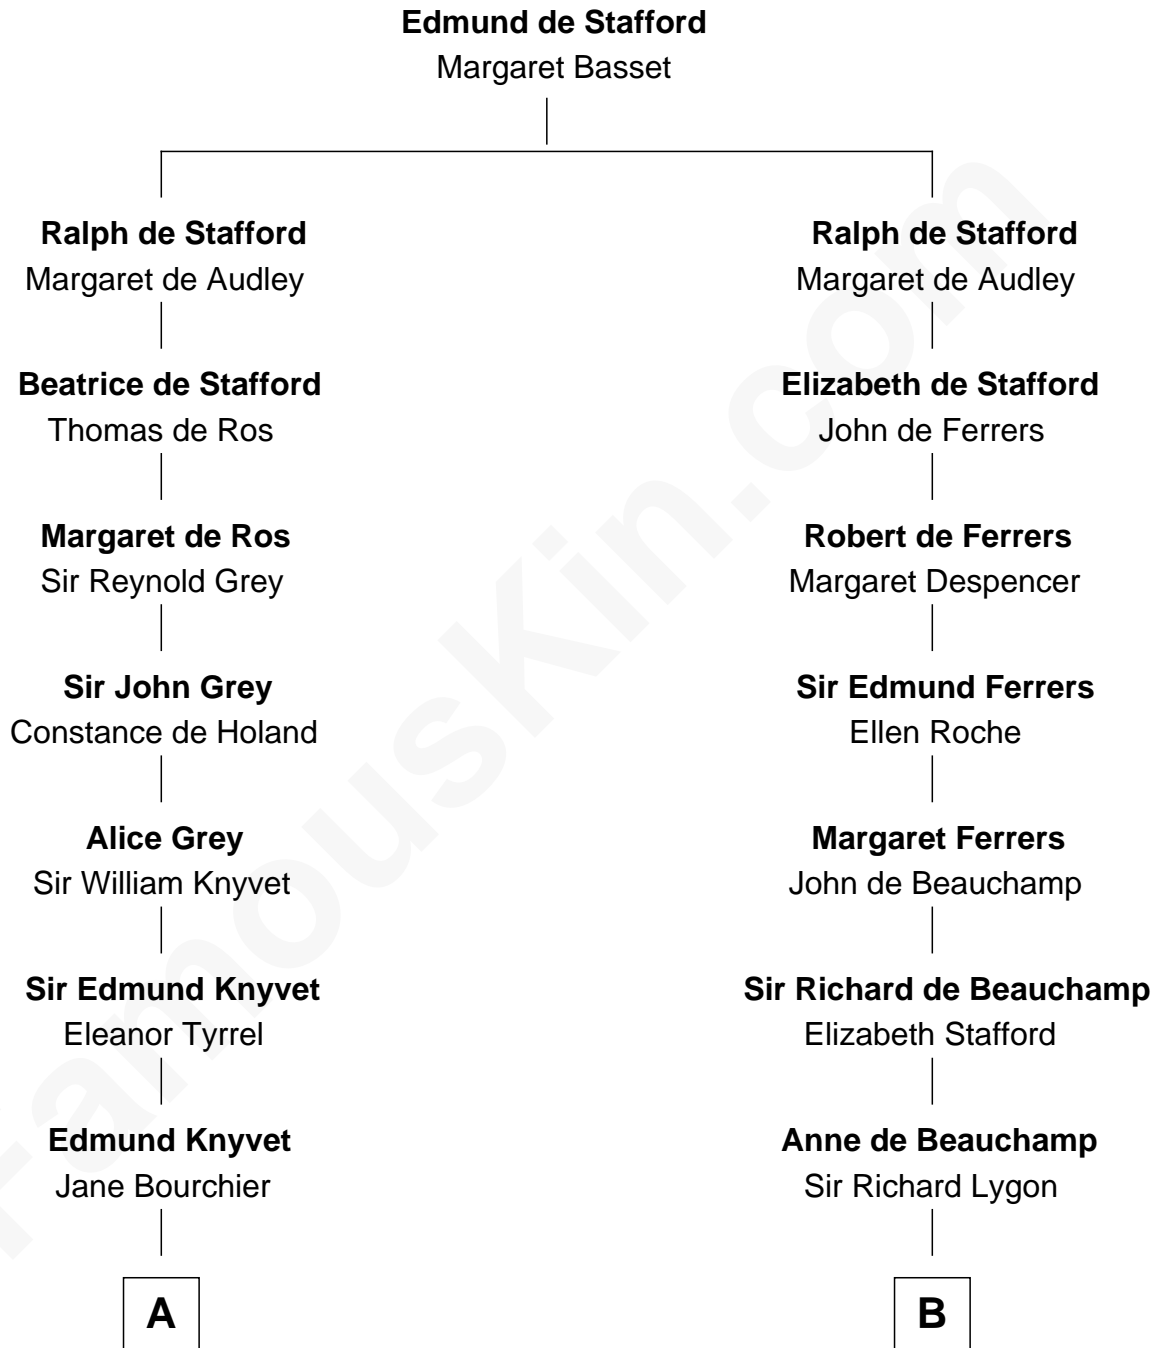 Edmund de Stafford
Margaret Basset
Ralph de Stafford
Margaret de Audley
Beatrice de Stafford
Thomas de Ros
Margaret de Ros
Sir Reynold Grey
Sir John Grey
Constance de Holand
Alice Grey
Sir William Knyvet
Sir Edmund Knyvet
Eleanor Tyrrel
Edmund Knyvet
Jane Bourchier
A
Ralph de Stafford
Margaret de Audley
Elizabeth de Stafford
John de Ferrers
Robert de Ferrers
Margaret Despencer
Sir Edmund Ferrers
Ellen Roche
Margaret Ferrers
John de Beauchamp
Sir Richard de Beauchamp
Elizabeth Stafford
Anne de Beauchamp
Sir Richard Lygon
B
FamousKin.com